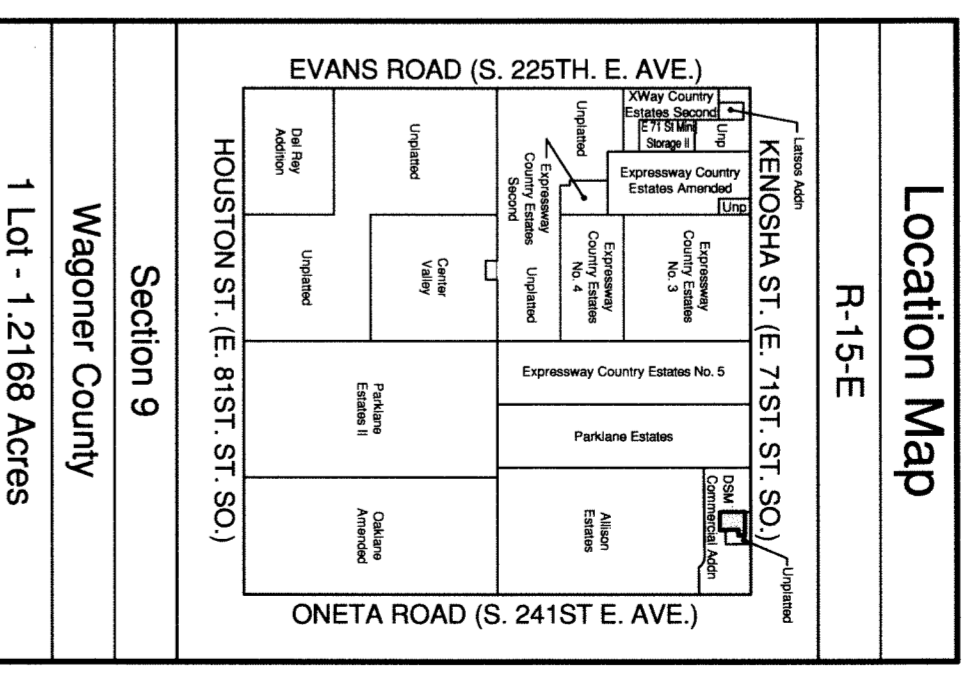 Location Map
R-15-E
KENOSHA ST. (E. 71ST. ST. SO.)
Latsos Addn
Unplatted
EVANS ROAD (S. 225TH. E. AVE.)
XWay Country
Estates Second
E 71 St Mini
Storage II
Unp
Expressway Country
Estates Amended
Unp
Unplatted
Expressway
Country Estates
Second
Expressway
Country Estates
No. 3
Expressway
Country Estates
No. 4
Unplatted
Expressway Country Estates No. 5
Parklane Estates
DSM
Commercial Addn
Allison
Estates
Unplatted
Del Rey
Addition
Center
Valley
Unplatted
Parklane
Estates II
Oaklane
Amended
ONETA ROAD (S. 241ST E. AVE.)
HOUSTON ST. (E. 81ST. ST. SO.)
Section 9
Wagoner County
1 Lot - 1.2168 Acres